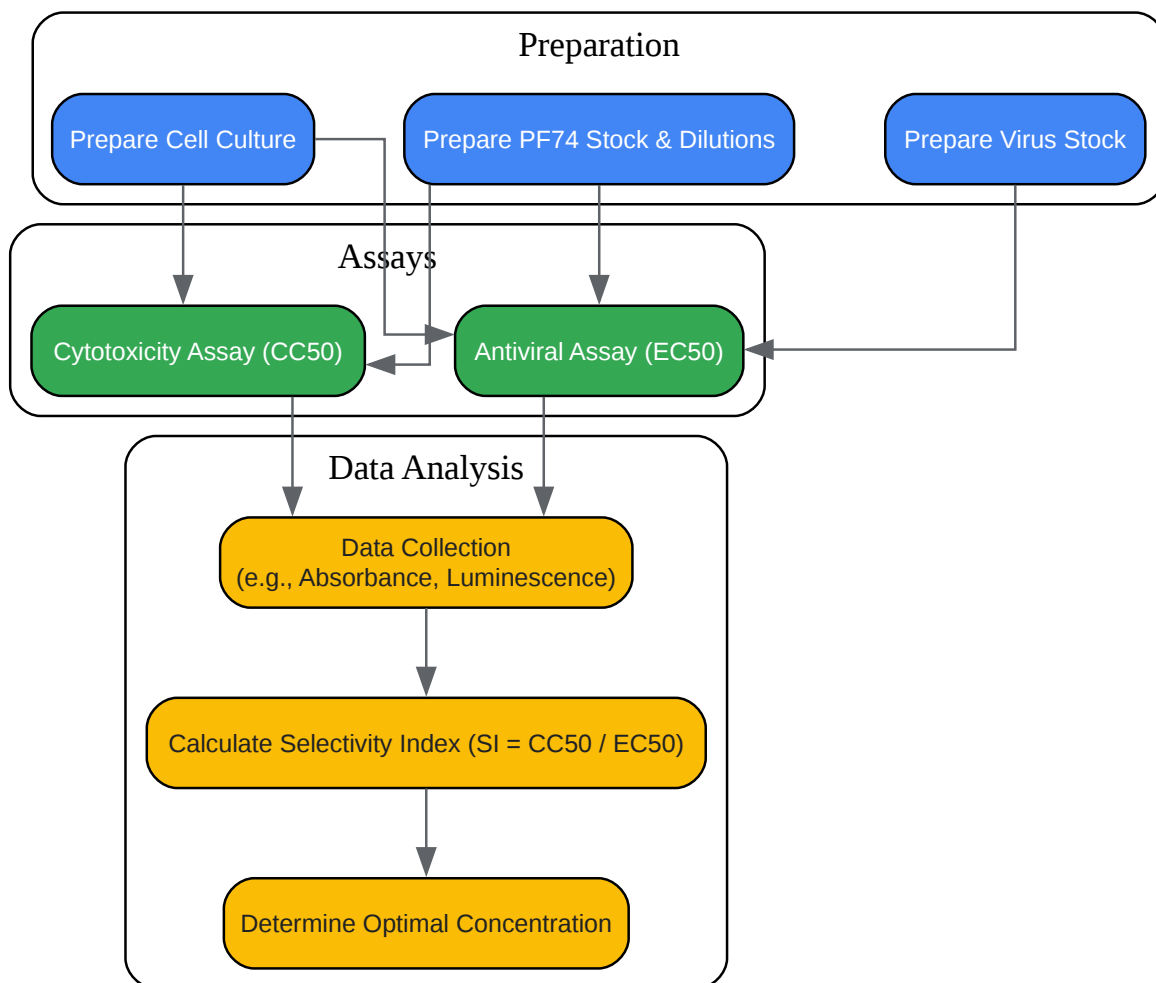 Preparation
Prepare Cell Culture
Prepare PF74 Stock & Dilutions
Prepare Virus Stock
Assays
Cytotoxicity Assay (CC50)
Antiviral Assay (EC50)
Data Analysis
Data Collection
(e.g., Absorbance, Luminescence)
Calculate Selectivity Index (SI = CC50 / EC50)
Determine Optimal Concentration